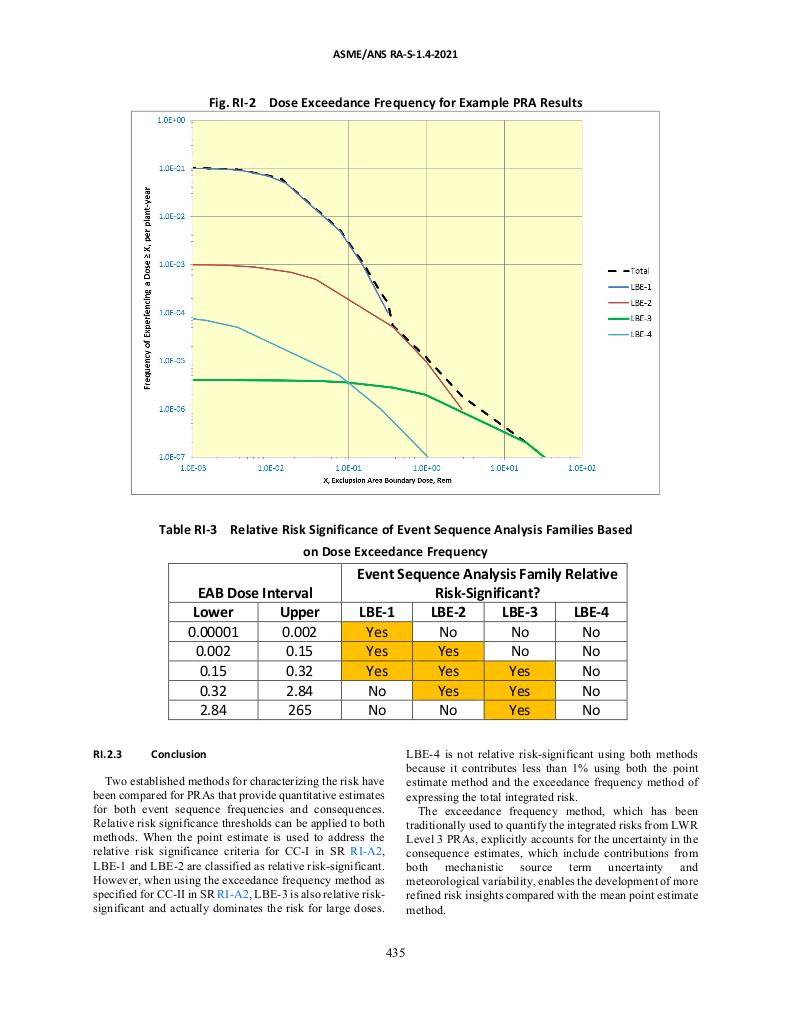 ASME/ANS RA-S-1.4-2021
Fig. RI-2 Dose Exceedance Frequency for Example PRA Results
1.0E+00
1.0E-01
1.0E-02
1.0E-03
1.0E-04
1.0E-05
1.0E-06
1.0E-07
Frequency of Experiencing a Dose ≥ X, per plant-year
1.0E-03 1.0E-02 1.0E-01 1.0E+00 1.0E+01 1.0E+02
X, Exclupsion Area Boundary Dose, Rem
Total
LBE-1
LBE-2
LBE-3
LBE-4
Table RI-3 Relative Risk Significance of Event Sequence Analysis Families Based
on Dose Exceedance Frequency
EAB Dose Interval
Event Sequence Analysis Family Relative
Risk-Significant?
Lower Upper LBE-1 LBE-2 LBE-3 LBE-4
0.00001 0.002 Yes No No No
0.002 0.15 Yes Yes No No
0.15 0.32 Yes Yes Yes No
0.32 2.84 No Yes Yes No
2.84 265 No No Yes No
RI.2.3 Conclusion
Two established methods for characterizing the risk have
been compared for PRAs that provide quantitative estimates
for both event sequence frequencies and consequences.
Relative risk significance thresholds can be applied to both
methods. When the point estimate is used to address the
relative risk significance criteria for CC-I in SR RI-A2,
LBE-1 and LBE-2 are classified as relative risk-significant.
However, when using the exceedance frequency method as
specified for CC-II in SR RI-A2, LBE-3 is also relative risk-
significant and actually dominates the risk for large doses.
LBE-4 is not relative risk-significant using both methods
because it contributes less than 1% using both the point
estimate method and the exceedance frequency method of
expressing the total integrated risk.
The exceedance frequency method, which has been
traditionally used to quantify the integrated risks from LWR
Level 3 PRAs, explicitly accounts for the uncertainty in the
consequence estimates, which include contributions from
both mechanistic source term uncertainty and
meteorological variability, enables the development of more
refined risk insights compared with the mean point estimate
method.
435